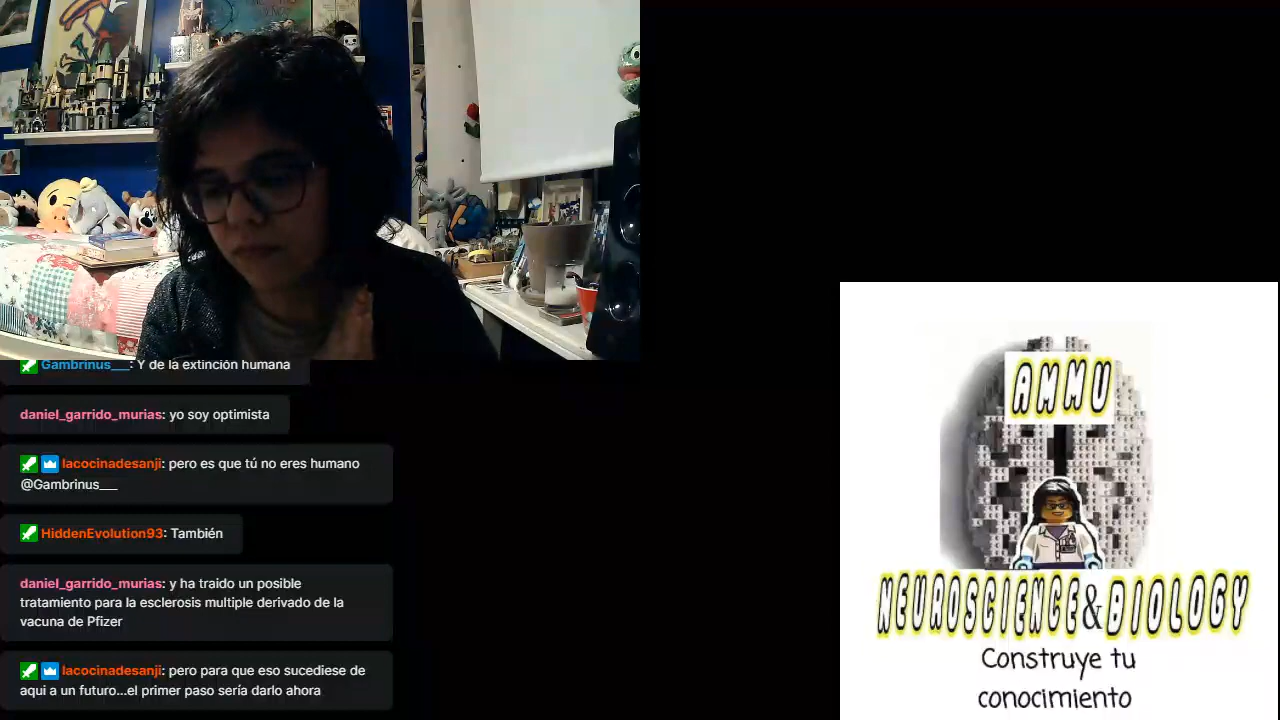 Gambrinus___: Y de la extinción humana
daniel_garrido_murias: yo soy optimista
lacocinadesanji: pero es que tú no eres humano
@Gambrinus___
HiddenEvolution93: También
daniel_garrido_murias: y ha traido un posible
tratamiento para la esclerosis multiple derivado de la
vacuna de Pfizer
lacocinadesanji: pero para que eso sucediese de
aqui a un futuro...el primer paso sería darlo ahora
AMMU
NEUROSCIENCE&BIOLOGY
Construye tu
conocimiento